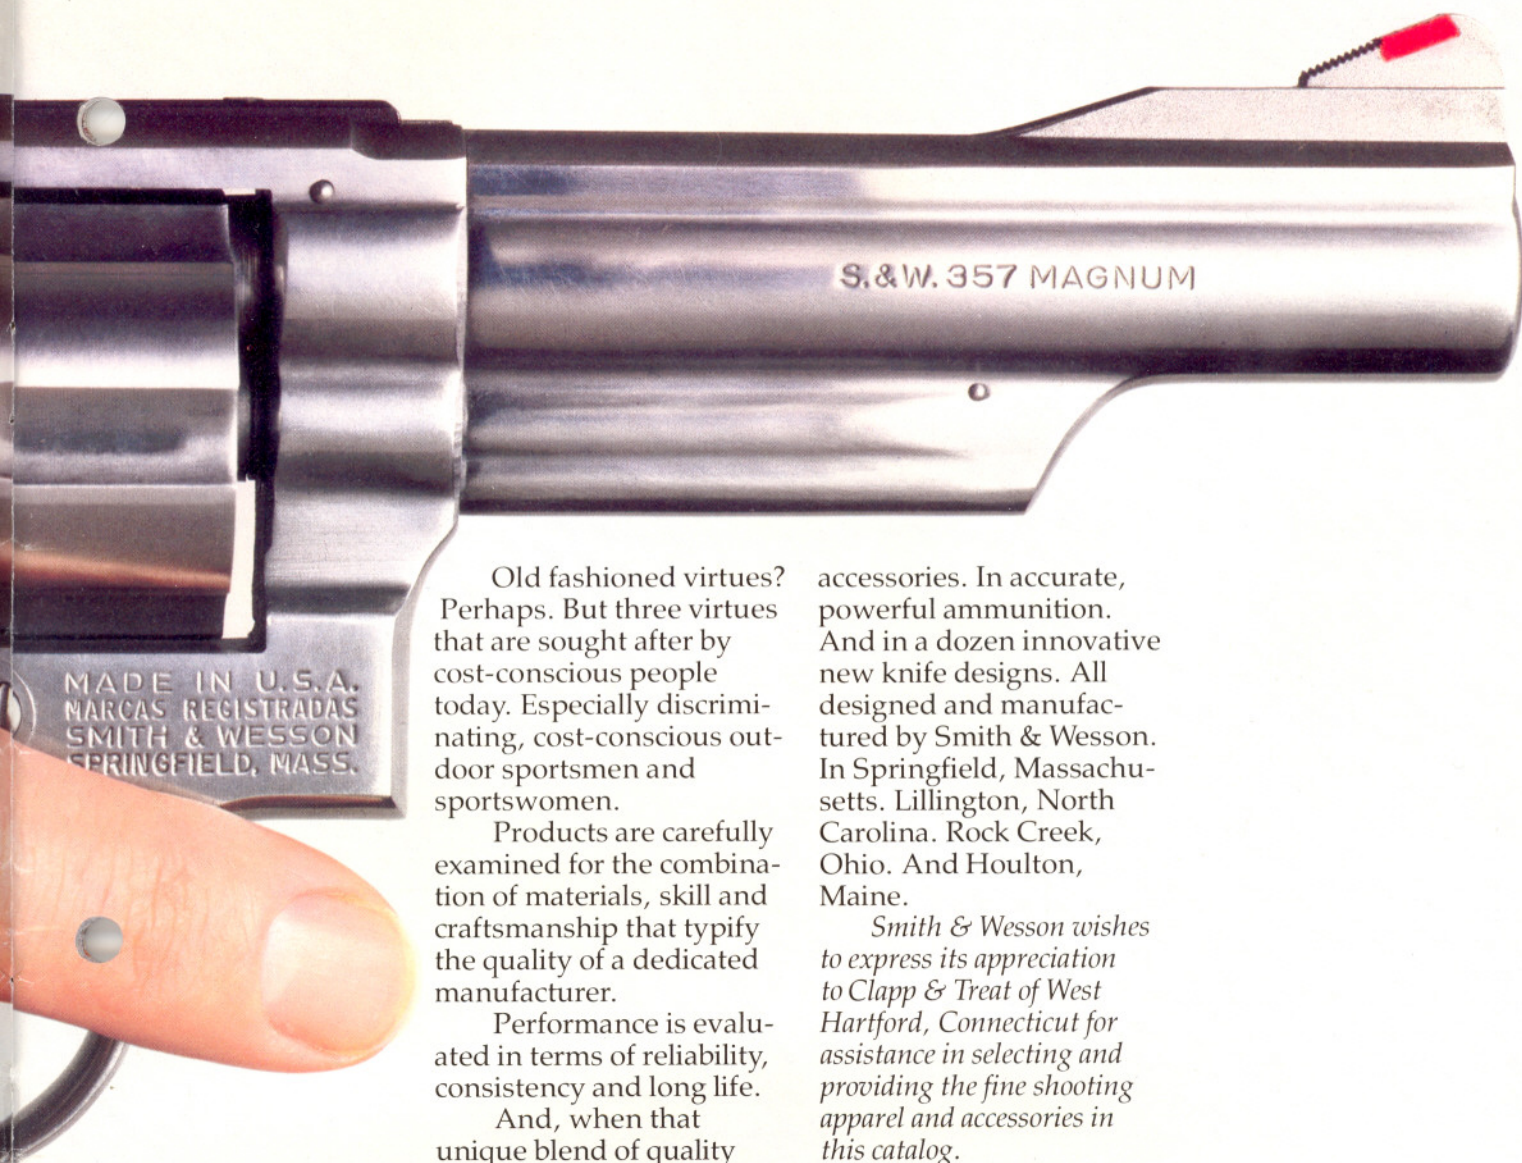 S.&W. 357 MAGNUM
MADE IN U.S.A.
MARCAS REGISTRADAS
SMITH & WESSON
SPRINGFIELD, MASS.
Old fashioned virtues?
Perhaps. But three virtues
that are sought after by
cost-conscious people
today. Especially discrimi-
nating, cost-conscious out-
door sportsmen and
sportswomen.
Products are carefully
examined for the combina-
tion of materials, skill and
craftsmanship that typify
the quality of a dedicated
manufacturer.
Performance is evalu-
ated in terms of reliability,
consistency and long life.
And, when that
unique blend of quality
accessories. In accurate,
powerful ammunition.
And in a dozen innovative
new knife designs. All
designed and manufac-
tured by Smith & Wesson.
In Springfield, Massachu-
setts. Lillington, North
Carolina. Rock Creek,
Ohio. And Houlton,
Maine.
Smith & Wesson wishes
to express its appreciation
to Clapp & Treat of West
Hartford, Connecticut for
assistance in selecting and
providing the fine shooting
apparel and accessories in
this catalog.